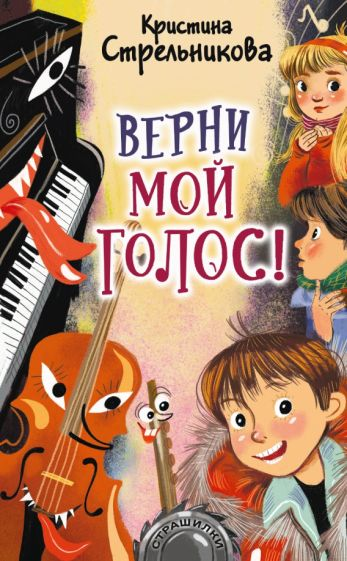 Кристина
Стрельникова
ВЕРНИ
МОЙ
ГОЛОС!
СТРАШИЛКИ